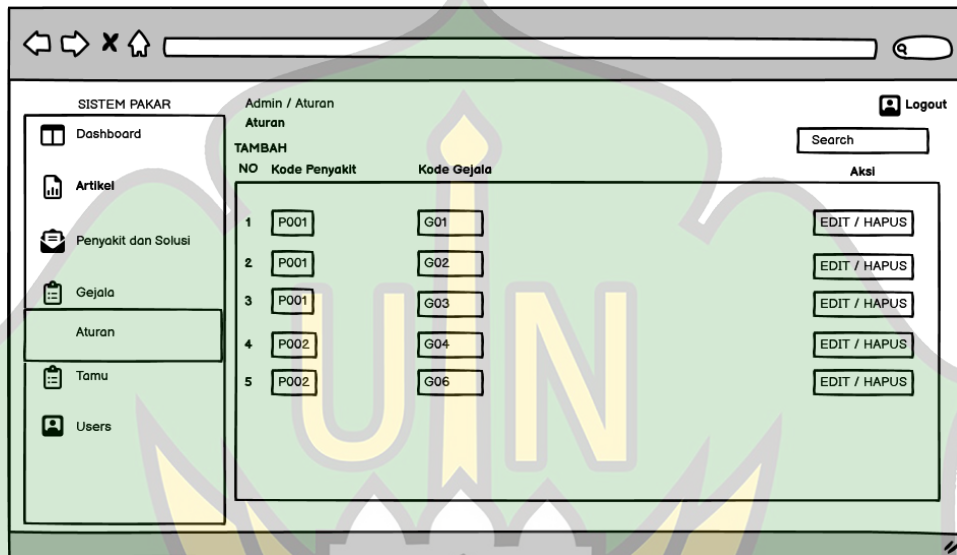 SISTEM PAKAR
Dashboard
Artikel
Penyakit dan Solusi
Gejala
Aturan
Tamu
Users
Admin / Aturan
Logout
Aturan
Search
TAMBAH
NO Kode Penyakit Kode Gejala Aksi
1 P001 G01 EDIT / HAPUS
2 P001 G02 EDIT / HAPUS
3 P001 G03 EDIT / HAPUS
4 P002 G04 EDIT / HAPUS
5 P002 G06 EDIT / HAPUS
UIN